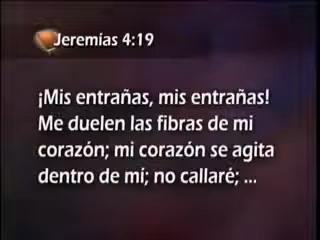 Jeremías 4:19
¡Mis entrañas, mis entrañas!
Me duelen las fibras de mi
corazón; mi corazón se agita
dentro de mí; no callaré; ...